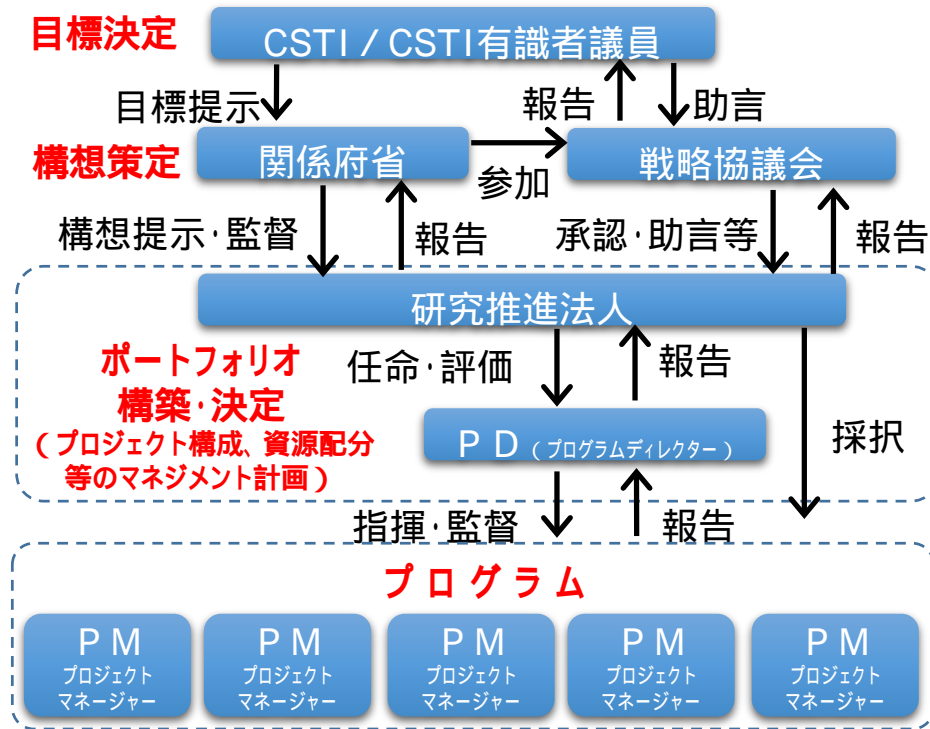 目標決定
CSTI / CSTI有識者議員
目標提示
報告
助言
構想策定
関係府省
参加
戦略協議会
構想提示・監督
報告
承認・助言等
報告
研究推進法人
ポートフォリオ
構築・決定
(プロジェクト構成、資源配分
等のマネジメント計画)
任命・評価
報告
PD(プログラムディレクター)
採択
指揮・監督
報告
プログラム
PM
プロジェクト
マネージャー
PM
プロジェクト
マネージャー
PM
プロジェクト
マネージャー
PM
プロジェクト
マネージャー
PM
プロジェクト
マネージャー